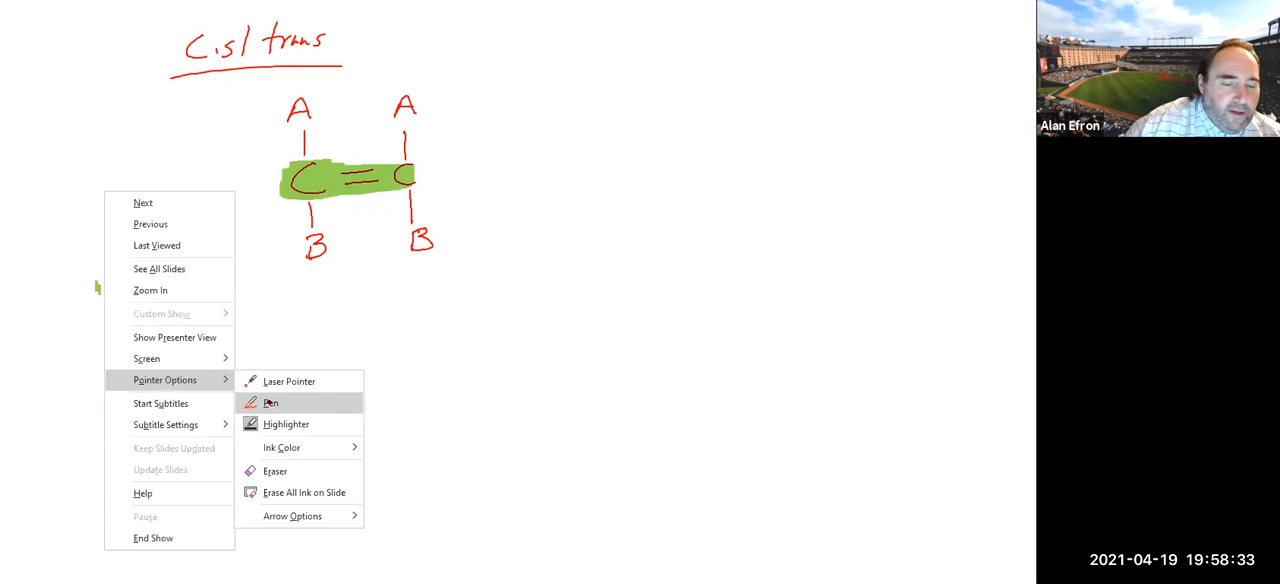 Cis/trans
A A
C = C
B B
Next
Previous
Last Viewed
See All Slides
Zoom In
Custom Show
Show Presenter View
Screen
Pointer Options
Start Subtitles
Subtitle Settings
Keep Slides Updated
Update Slides
Help
Pause
End Show
Laser Pointer
Pen
Highlighter
Ink Color
Eraser
Erase All Ink on Slide
Arrow Options
Alan Efron
2021-04-19 19:58:33